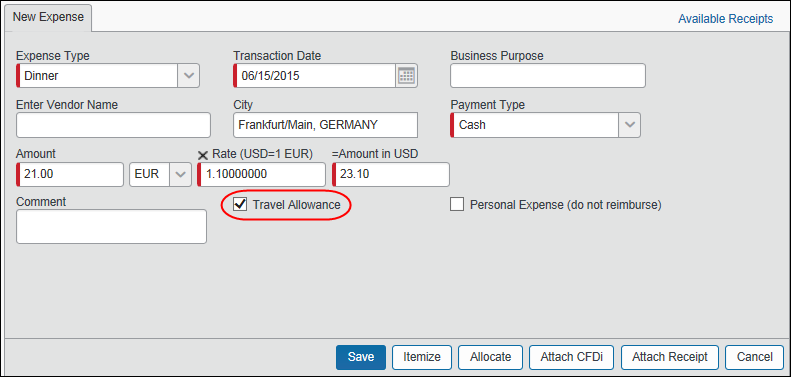 New Expense
Available Receipts
Expense Type
Transaction Date
Business Purpose
Dinner
06/15/2015
Enter Vendor Name
City
Payment Type
Frankfurt/Main, GERMANY
Cash
Amount
Rate (USD=1 EUR)
=Amount in USD
21.00
EUR
1.10000000
23.10
Comment
Travel Allowance
Personal Expense (do not reimburse)
Save
Itemize
Allocate
Attach CFDi
Attach Receipt
Cancel